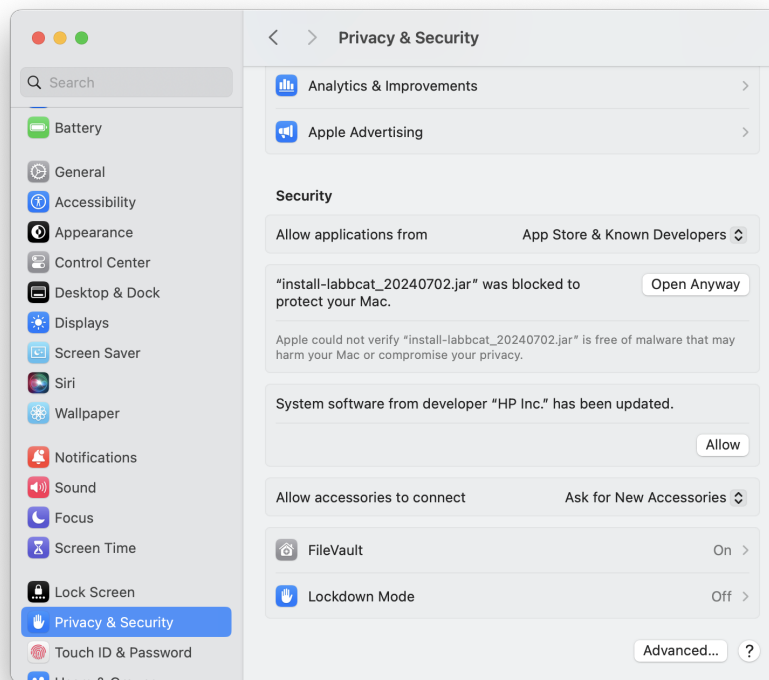 Privacy & Security
Search
Battery
General
Accessibility
Appearance
Control Center
Desktop & Dock
Displays
Screen Saver
Siri
Wallpaper
Notifications
Sound
Focus
Screen Time
Lock Screen
Privacy & Security
Touch ID & Password
Analytics & Improvements
Apple Advertising
Security
Allow applications from
App Store & Known Developers
“install-labbcat_20240702.jar” was blocked to
protect your Mac.
Open Anyway
Apple could not verify “install-labbcat_20240702.jar” is free of malware that may
harm your Mac or compromise your privacy.
System software from developer “HP Inc.” has been updated.
Allow
Allow accessories to connect
Ask for New Accessories
FileVault
On
Lockdown Mode
Off
Advanced...
?